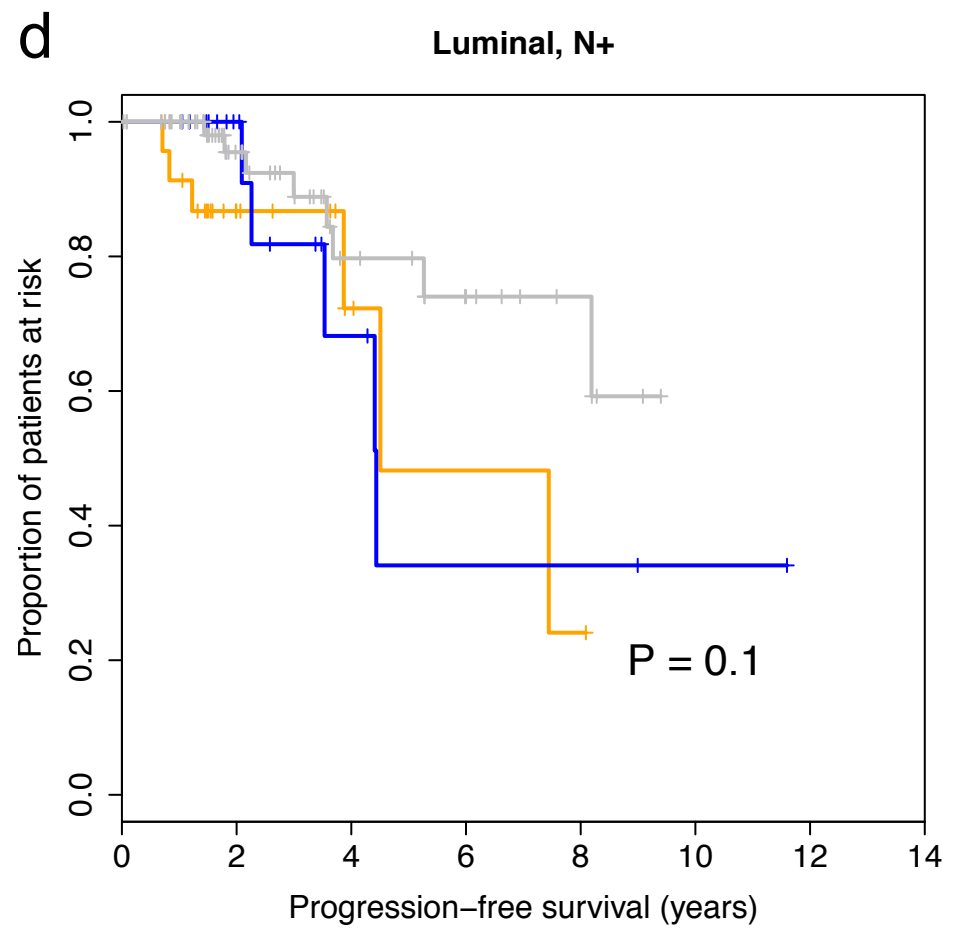 d
Luminal, N+
1.0
0.8
0.6
0.4
0.2
0.0
Proportion of patients at risk
P = 0.1
0 2 4 6 8 10 12 14
Progression−free survival (years)